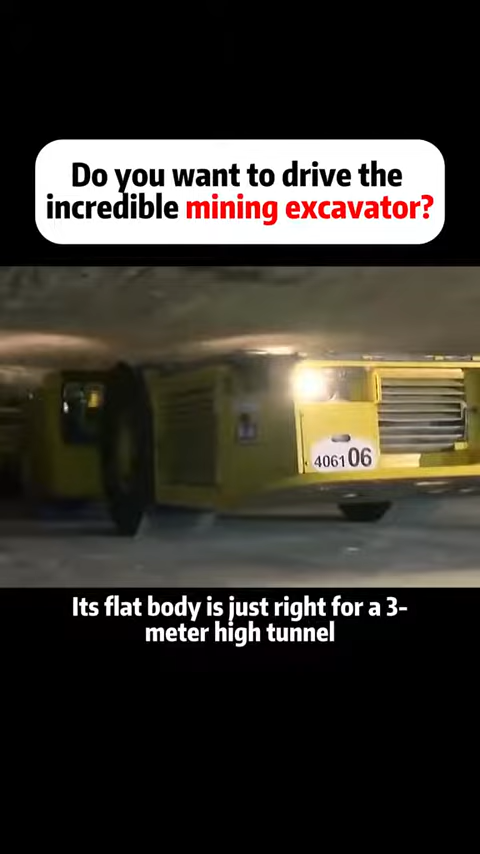 Do you want to drive the
incredible mining excavator?
406106
Its flat body is just right for a 3-
meter high tunnel